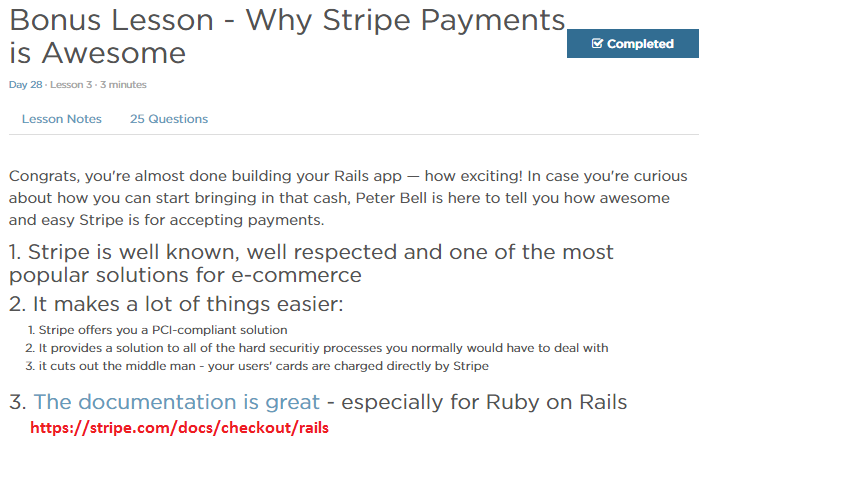 Bonus Lesson - Why Stripe Payments
is Awesome
Completed
Day 28 · Lesson 3 · 3 minutes
Lesson Notes 25 Questions
Congrats, you're almost done building your Rails app — how exciting! In case you're curious
about how you can start bringing in that cash, Peter Bell is here to tell you how awesome
and easy Stripe is for accepting payments.
1. Stripe is well known, well respected and one of the most
popular solutions for e-commerce
2. It makes a lot of things easier:
1. Stripe offers you a PCI-compliant solution
2. It provides a solution to all of the hard securitiy processes you normally would have to deal with
3. it cuts out the middle man - your users' cards are charged directly by Stripe
3. The documentation is great - especially for Ruby on Rails
https://stripe.com/docs/checkout/rails